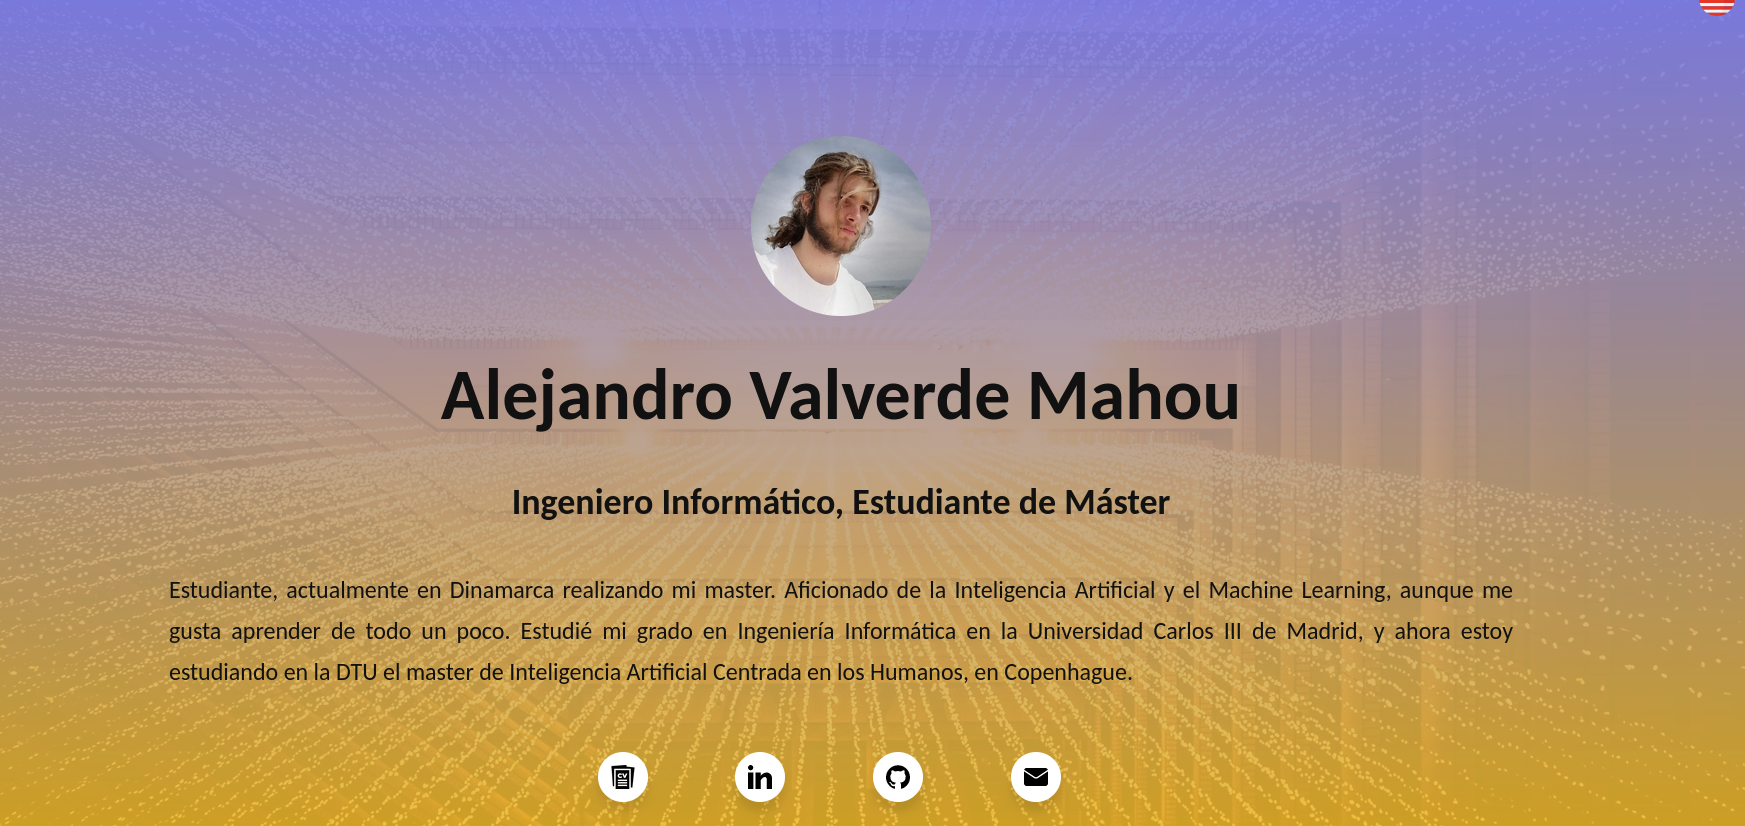 Alejandro Valverde Mahou
Ingeniero Informático, Estudiante de Máster
Estudiante, actualmente en Dinamarca realizando mi master. Aficionado de la Inteligencia Artificial y el Machine Learning, aunque me
gusta aprender de todo un poco. Estudié mi grado en Ingeniería Informática en la Universidad Carlos III de Madrid, y ahora estoy
estudiando en la DTU el master de Inteligencia Artificial Centrada en los Humanos, en Copenhague.
CV in